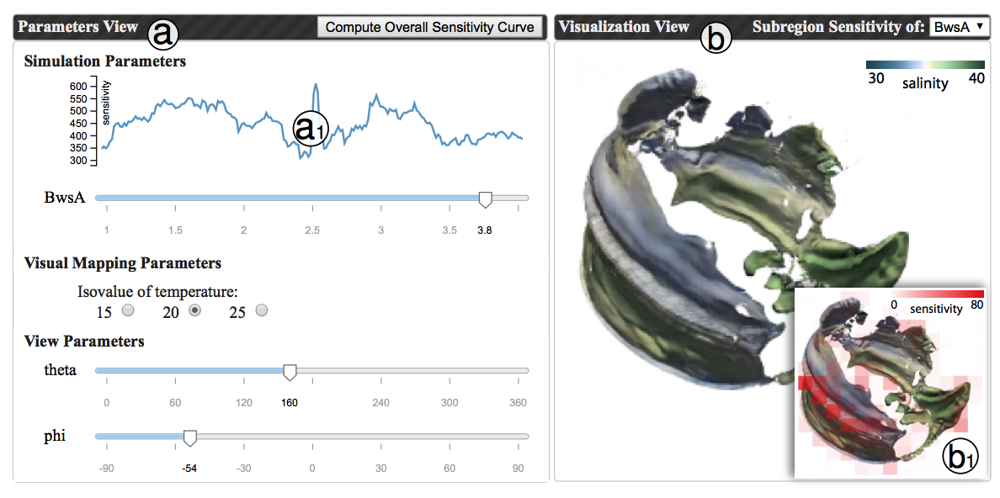 Parameters View
a
Compute Overall Sensitivity Curve
Simulation Parameters
600
550
500
450
400
350
300
sensitivity
a1
BwsA
1 1.5 2 2.5 3 3.5 3.8
Visual Mapping Parameters
Isovalue of temperature:
15 20 25
View Parameters
theta
0 60 120 160 240 300 360
phi
-90 -54 -30 0 30 60 90
Visualization View
b
Subregion Sensitivity of: BwsA
30 salinity 40
0 sensitivity 80
b1